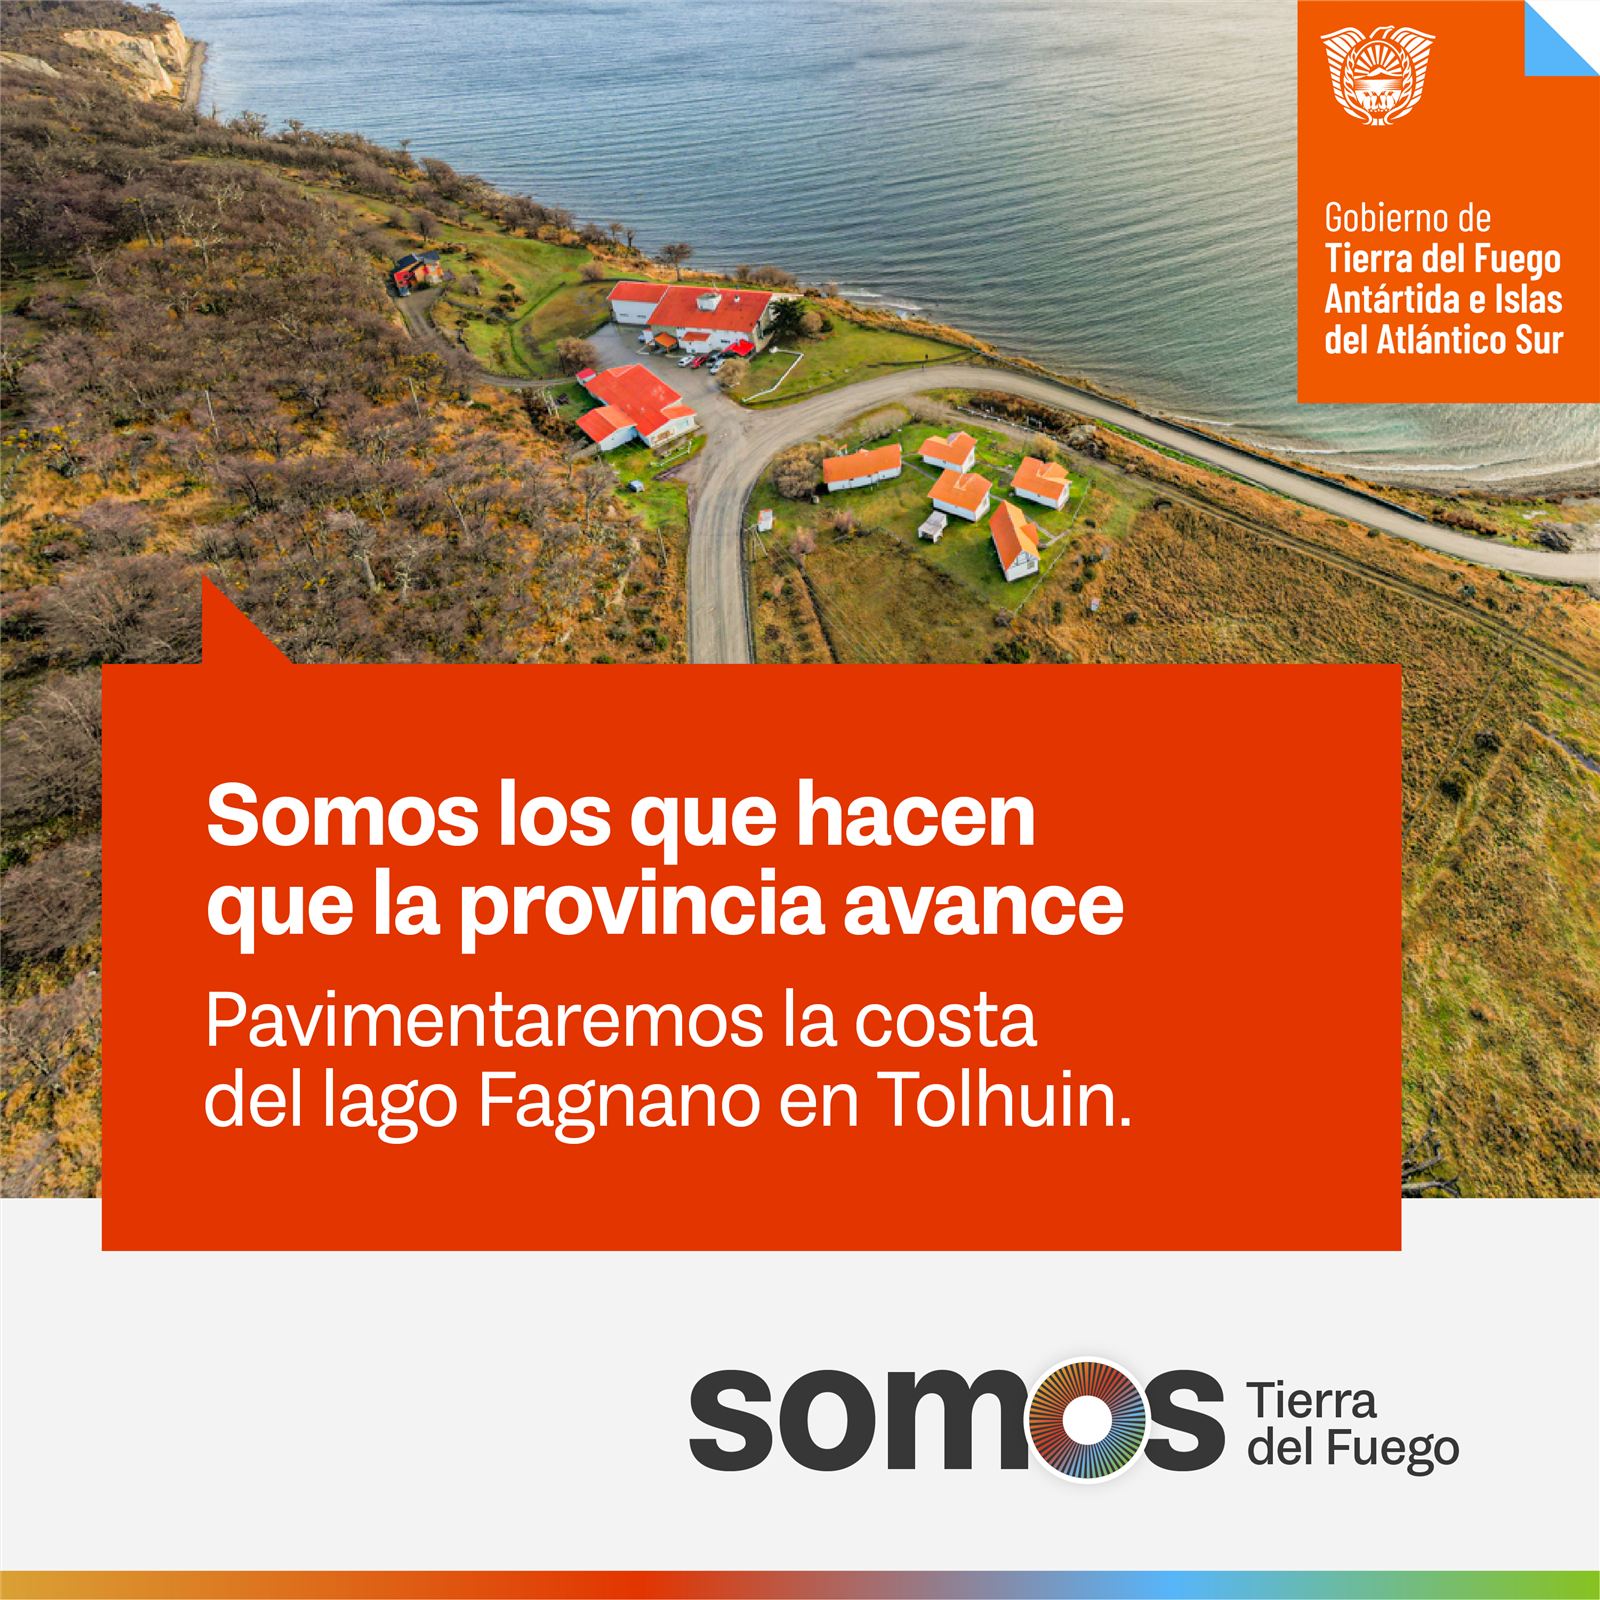 Gobierno de
Tierra del Fuego
Antártida e Islas
del Atlántico Sur
Somos los que hacen
que la provincia avance
Pavimentaremos la costa
del lago Fagnano en Tolhuin.
somos
Tierra
del Fuego